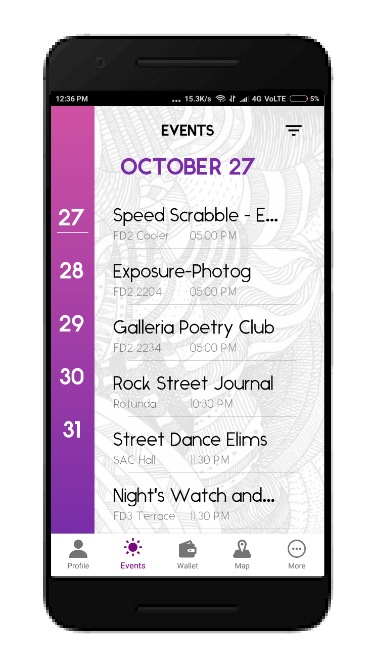 12:36 PM ... 15.3K/s 4G VoLTE 5%
EVENTS
OCTOBER 27
27
28
29
30
31
Speed Scrabble - E...
FD2 Cooler 05:00 PM
Exposure-Photog
FD2 2204 05:00 PM
Galleria Poetry Club
FD2 2234 05:00 PM
Rock Street Journal
Rotunda 10:30 PM
Street Dance Elims
SAC Hall 11:30 PM
Night's Watch and...
FD3 Terrace 11:30 PM
Profile Events Wallet Map More